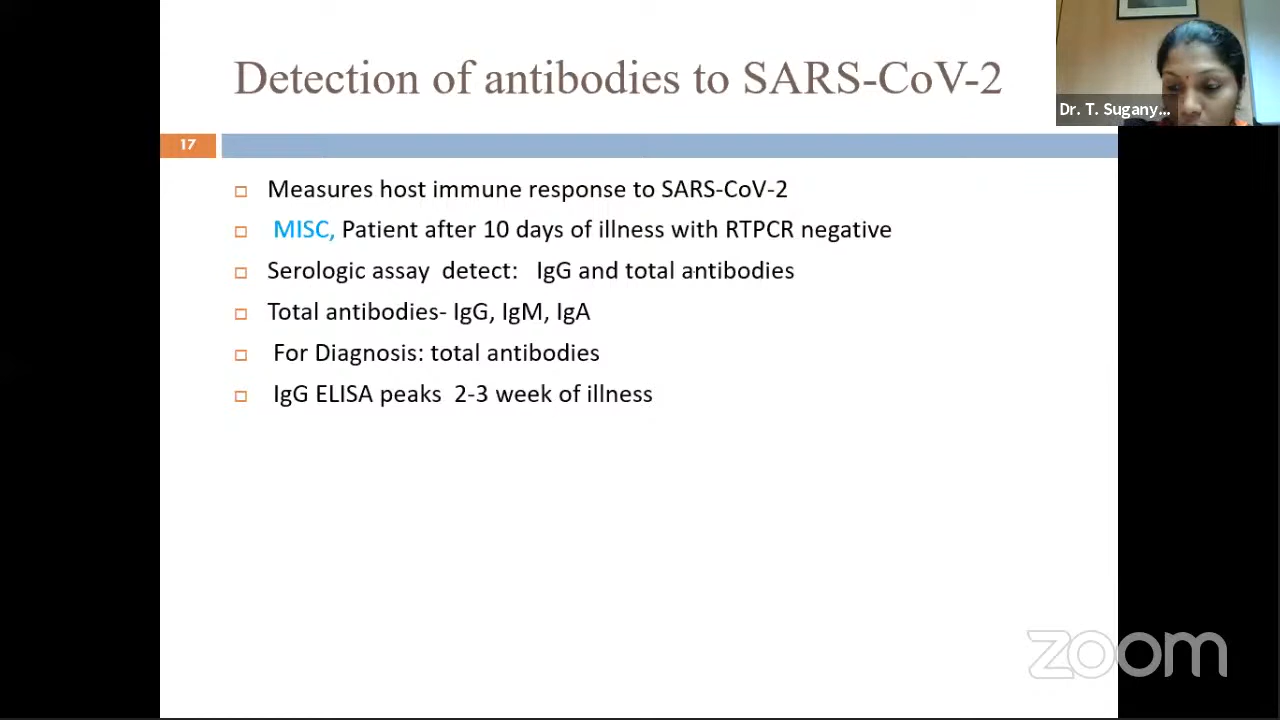 Detection of antibodies to SARS-CoV-2
Dr. T. Sugany...
17
Measures host immune response to SARS-CoV-2
MISC, Patient after 10 days of illness with RTPCR negative
Serologic assay detect: IgG and total antibodies
Total antibodies- IgG, IgM, IgA
For Diagnosis: total antibodies
IgG ELISA peaks 2-3 week of illness
zoom